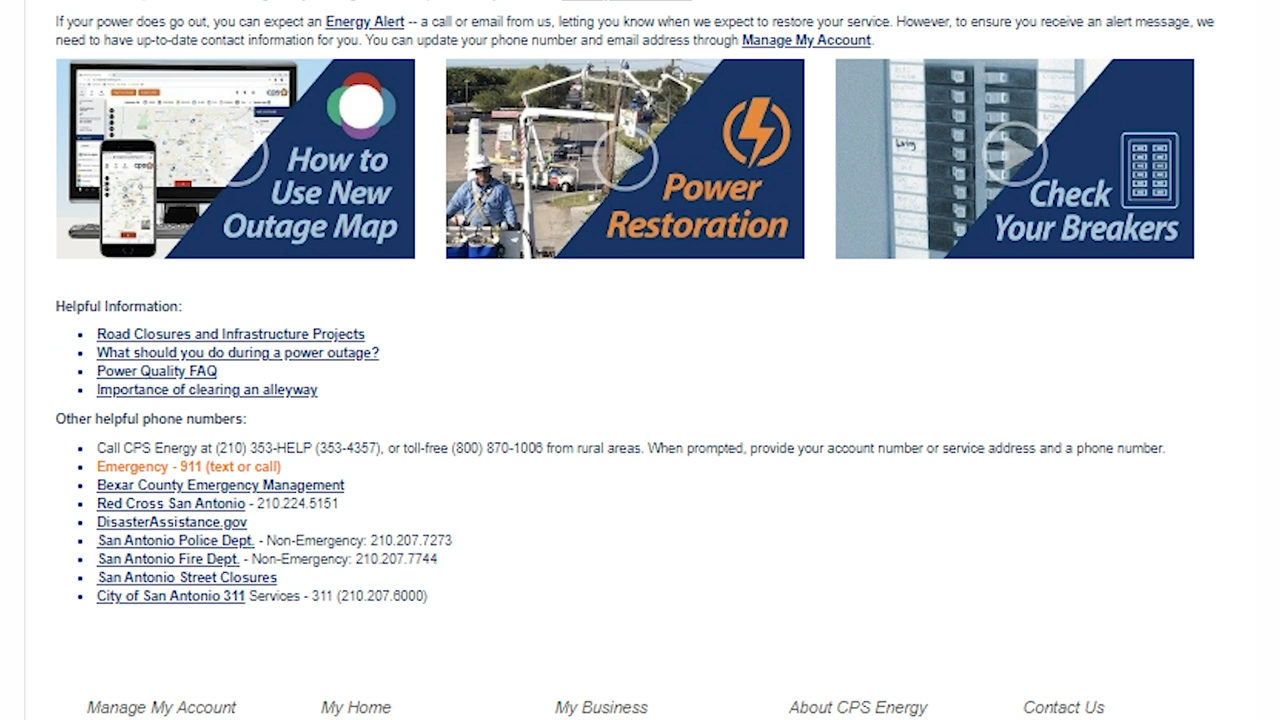 If your power does go out, you can expect an Energy Alert -- a call or email from us, letting you know when we expect to restore your service. However, to ensure you receive an alert message, we
need to have up-to-date contact information for you. You can update your phone number and email address through Manage My Account.
How to
Use New
Outage Map
Power
Restoration
Check
Your Breakers
Helpful Information:
Road Closures and Infrastructure Projects
What should you do during a power outage?
Power Quality FAQ
Importance of clearing an alleyway
Other helpful phone numbers:
Call CPS Energy at (210) 353-HELP (353-4357), or toll-free (800) 870-1006 from rural areas. When prompted, provide your account number or service address and a phone number.
Emergency - 911 (text or call)
Bexar County Emergency Management
Red Cross San Antonio - 210.224.5151
DisasterAssistance.gov
San Antonio Police Dept. - Non-Emergency: 210.207.7273
San Antonio Fire Dept. - Non-Emergency: 210.207.7744
San Antonio Street Closures
City of San Antonio 311 Services - 311 (210.207.6000)
Manage My Account
My Home
My Business
About CPS Energy
Contact Us